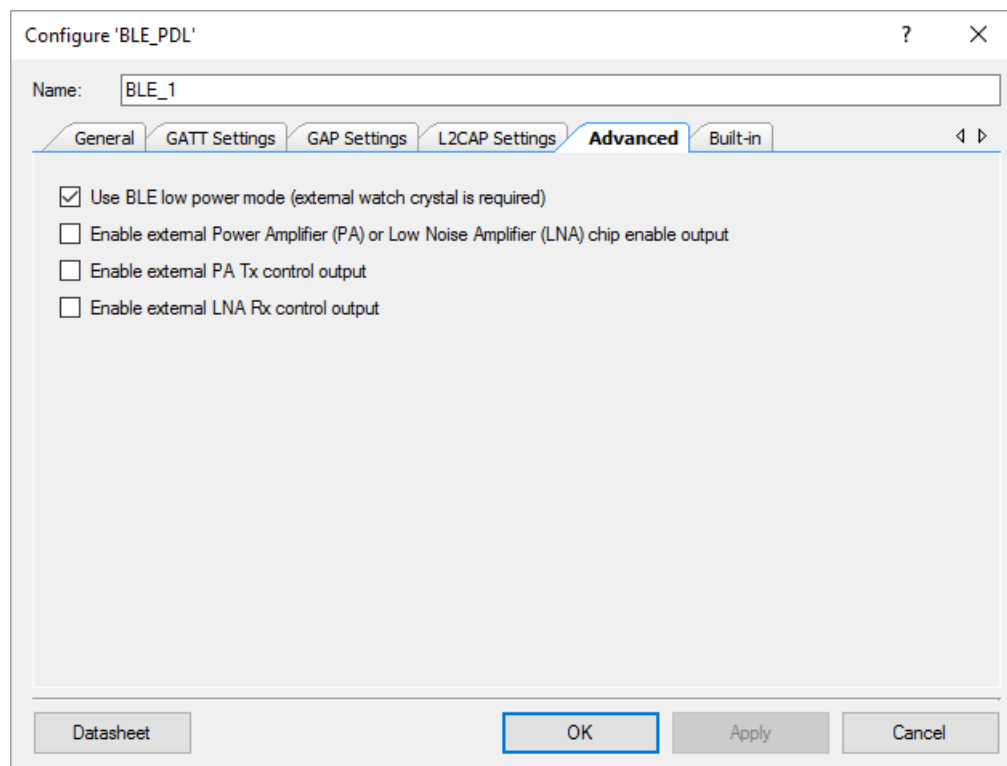 Configure 'BLE_PDL' ?
Name: BLE_1
General GATT Settings GAP Settings L2CAP Settings Advanced Built-in
Use BLE low power mode (external watch crystal is required)
Enable external Power Amplifier (PA) or Low Noise Amplifier (LNA) chip enable output
Enable external PA Tx control output
Enable external LNA Rx control output
Datasheet OK Apply Cancel